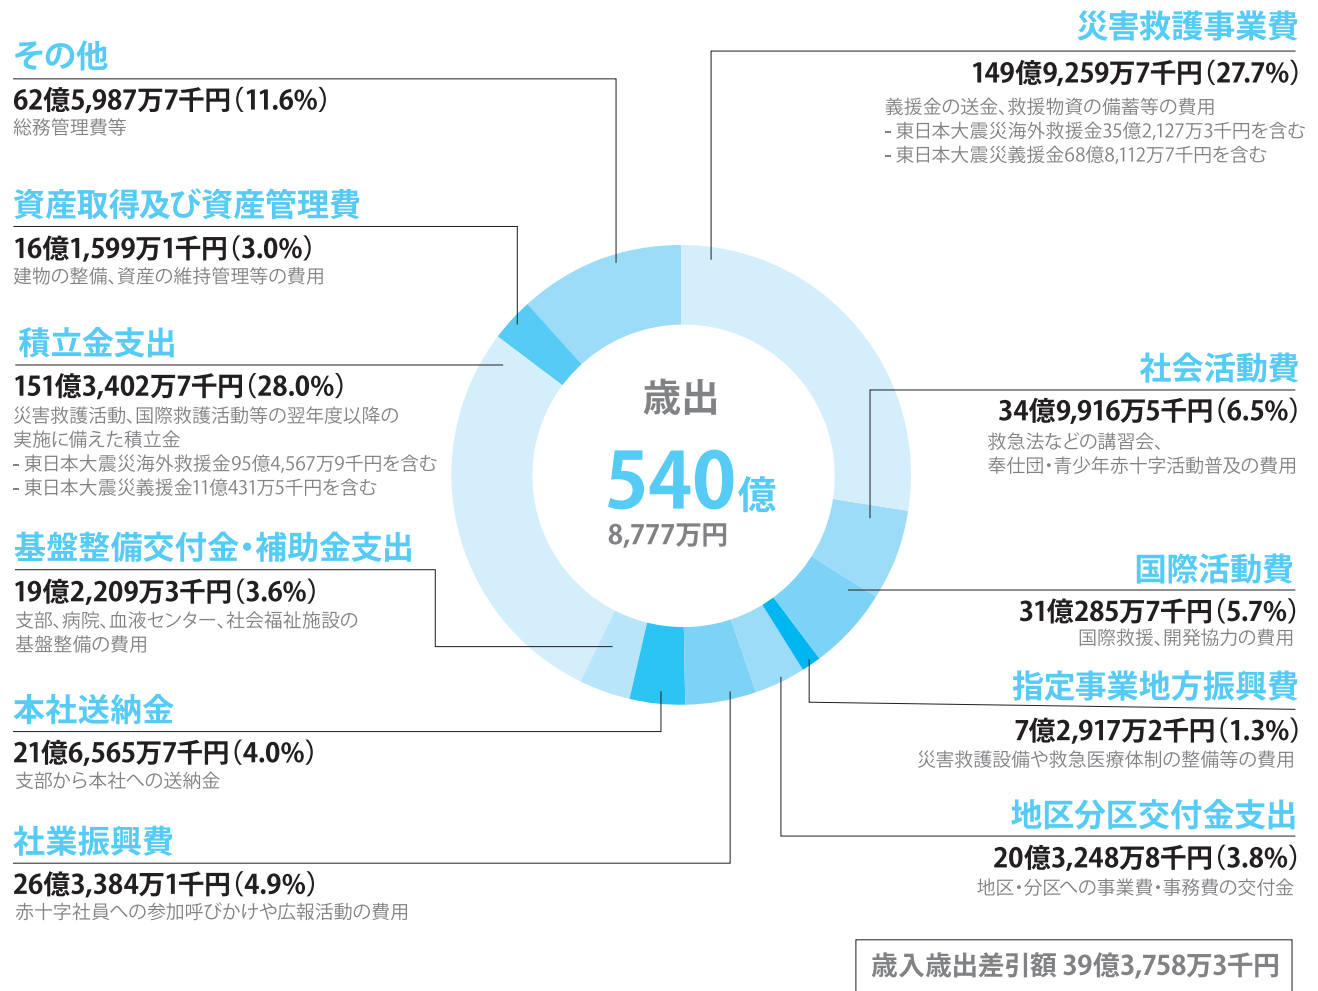 災害救護事業費
149億9,259万7千円(27.7%)
義援金の送金、救援物資の備蓄等の費用
- 東日本大震災海外救援金35億2,127万3千円を含む
- 東日本大震災義援金68億8,112万7千円を含む
社会活動費
34億9,916万5千円(6.5%)
救急法などの講習会、
奉仕団・青少年赤十字活動普及の費用
国際活動費
31億285万7千円(5.7%)
国際救援、開発協力の費用
指定事業地方振興費
7億2,917万2千円(1.3%)
災害救護設備や救急医療体制の整備等の費用
地区分区交付金支出
20億3,248万8千円(3.8%)
地区・分区への事業費・事務費の交付金
社業振興費
26億3,384万1千円(4.9%)
赤十字社員への参加呼びかけや広報活動の費用
本社送納金
21億6,565万7千円(4.0%)
支部から本社への送納金
基盤整備交付金・補助金支出
19億2,209万3千円(3.6%)
支部、病院、血液センター、社会福祉施設の
基盤整備の費用
積立金支出
151億3,402万7千円(28.0%)
災害救護活動、国際救護活動等の翌年度以降の
実施に備えた積立金
- 東日本大震災海外救援金95億4,567万9千円を含む
- 東日本大震災義援金11億431万5千円を含む
資産取得及び資産管理費
16億1,599万1千円(3.0%)
建物の整備、資産の維持管理等の費用
その他
62億5,987万7千円(11.6%)
総務管理費等
歳出
540億
8,777万円
歳入歳出差引額 39億3,758万3千円